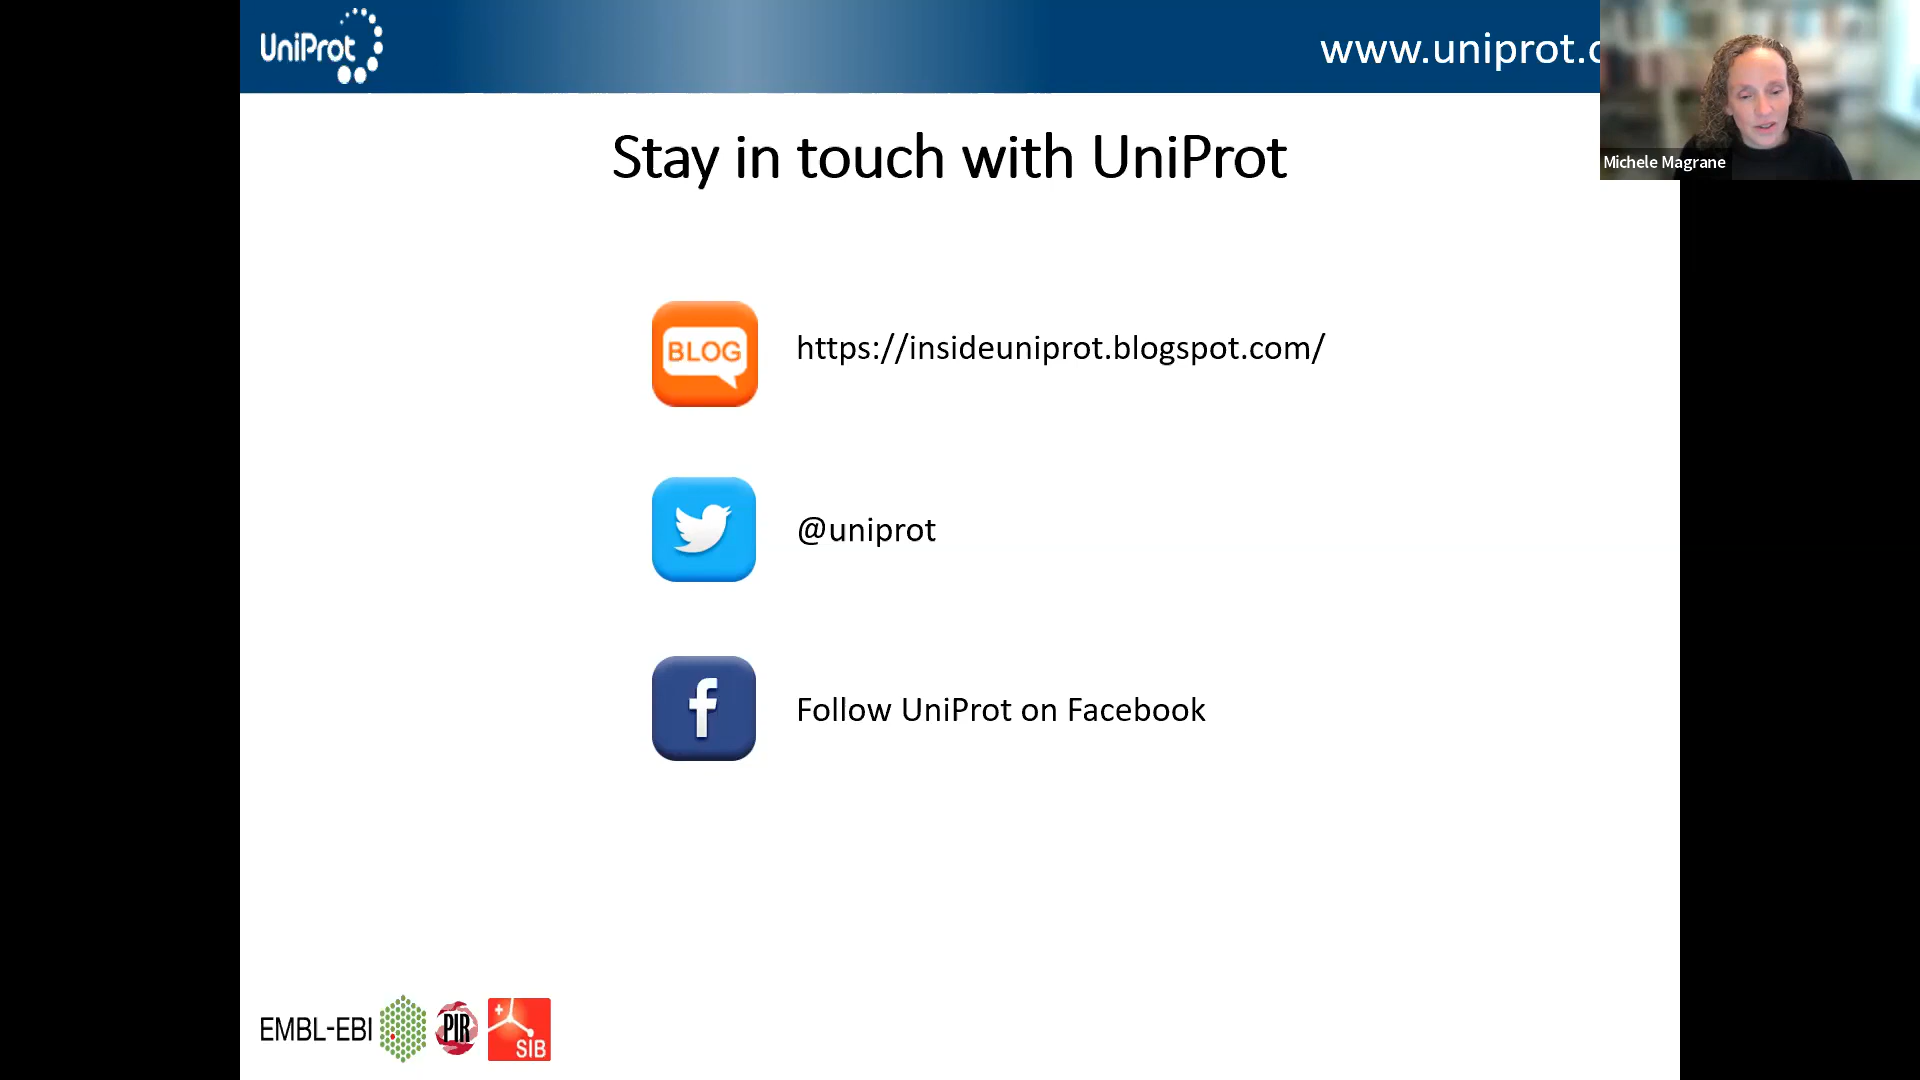 UniProt
www.uniprot.
Michele Magrane
Stay in touch with UniProt
BLOG
https://insideuniprot.blogspot.com/
@uniprot
f
Follow UniProt on Facebook
EMBL-EBI
PIR
SIB